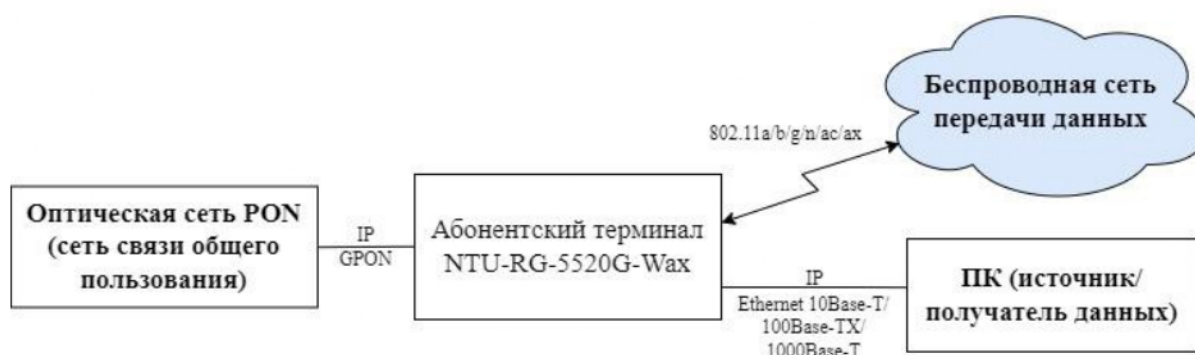 Беспроводная сеть
передачи данных
802.11a/b/g/n/ac/ax
Оптическая сеть PON
(сеть связи общего
пользования)
IP
GPON
Абонентский терминал
NTU-RG-5520G-Wax
IP
Ethernet 10Base-T/
100Base-TX/
1000Base-T
ПК (источник/
получатель данных)